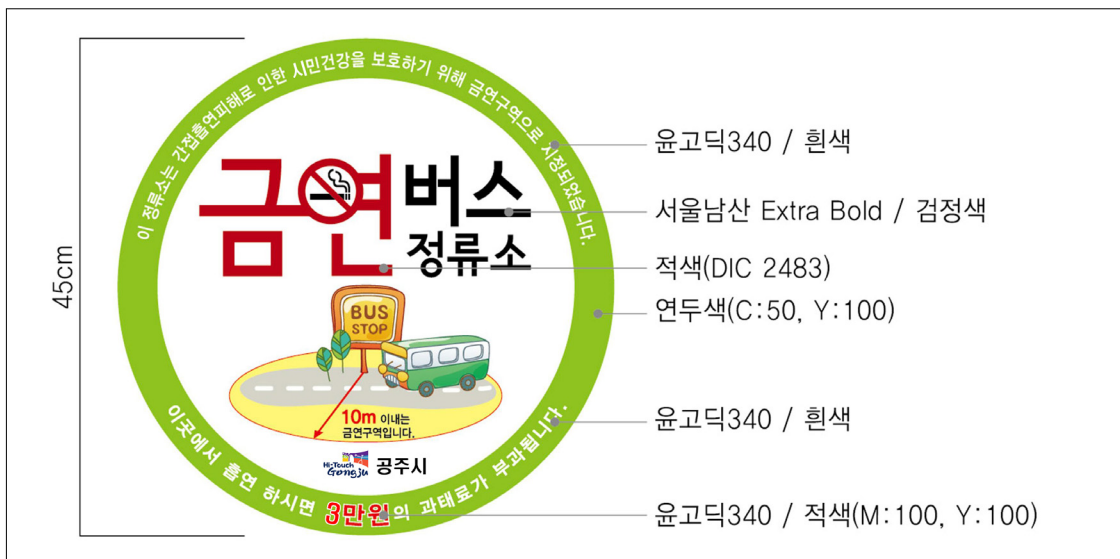 이 정류소는 간접흡연피해로 인한 시민건강을 보호하기 위해 금연구역으로 지정되었습니다.
금연버스
정류소
BUS
STOP
10m 이내는
금연구역입니다.
Hi-Touch
Gongju 공주시
이곳에서 흡연 하시면 3만원의 과태료가 부과됩니다.
45cm
윤고딕340 / 흰색
서울남산 Extra Bold / 검정색
적색(DIC 2483)
연두색(C:50, Y:100)
윤고딕340 / 흰색
윤고딕340 / 적색(M:100, Y:100)